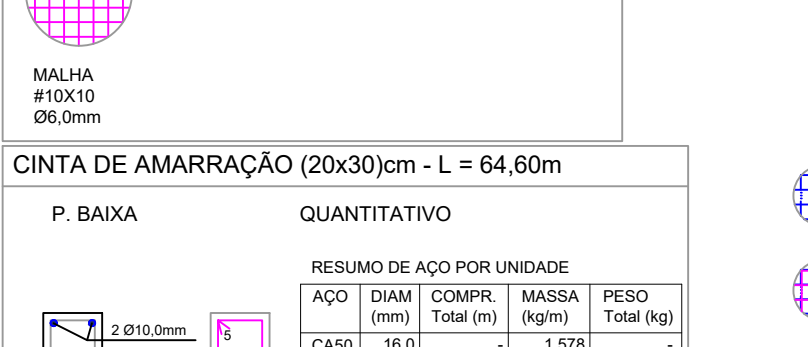 MALHA
#10X10
Ø6,0mm
CINTA DE AMARRAÇÃO (20x30)cm - L = 64,60m
P. BAIXA
QUANTITATIVO
RESUMO DE AÇO POR UNIDADE
AÇO DIAM (mm) COMPR. Total (m) MASSA (kg/m) PESO Total (kg)
2 Ø10,0mm
5
CA50 16.0 - 1.578 -